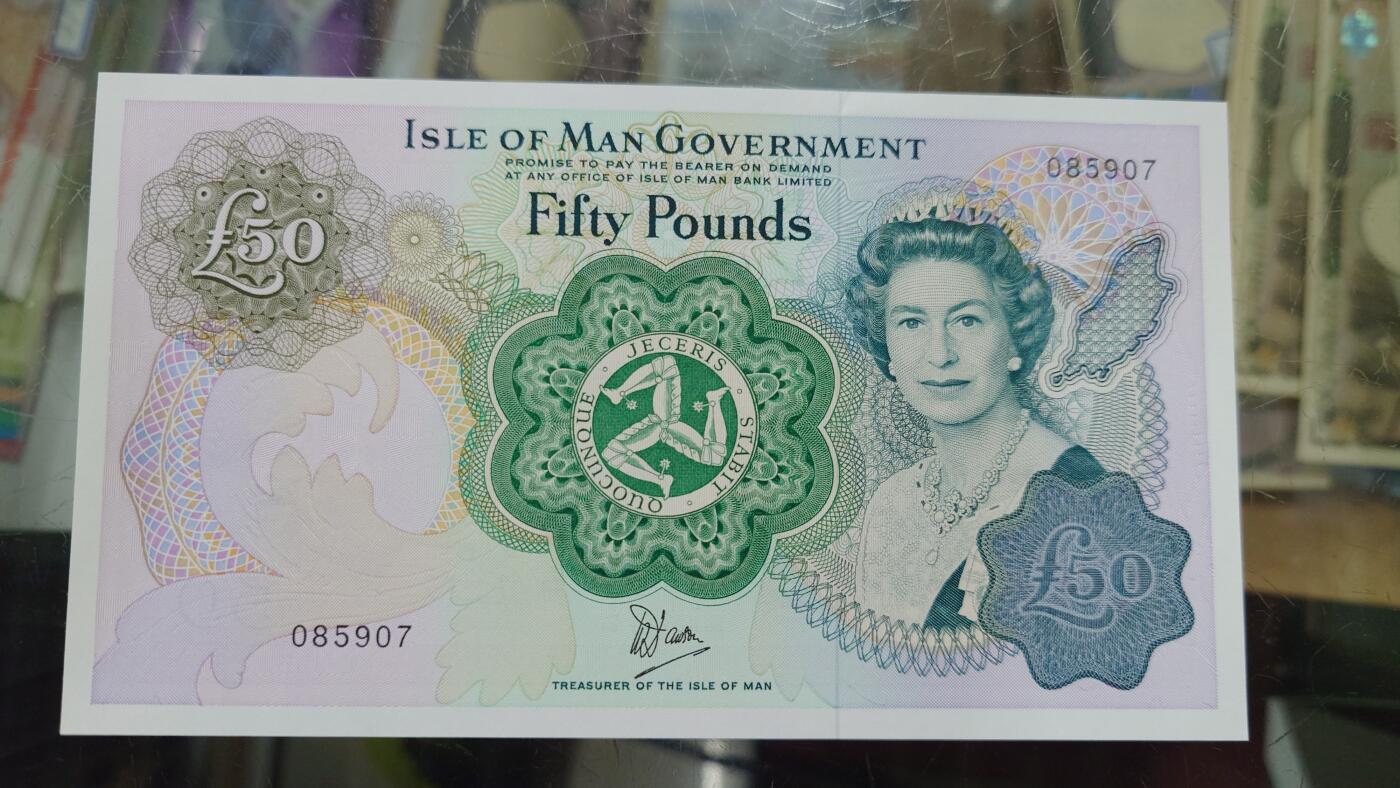 ISLE OF MAN GOVERNMENT
PROMISE TO PAY THE BEARER ON DEMAND
AT ANY OFFICE OF ISLE OF MAN BANK LIMITED
Fifty Pounds
085907
£50
QUOCUNQUE · JECERIS · STABIT
£50
085907
TREASURER OF THE ISLE OF MAN